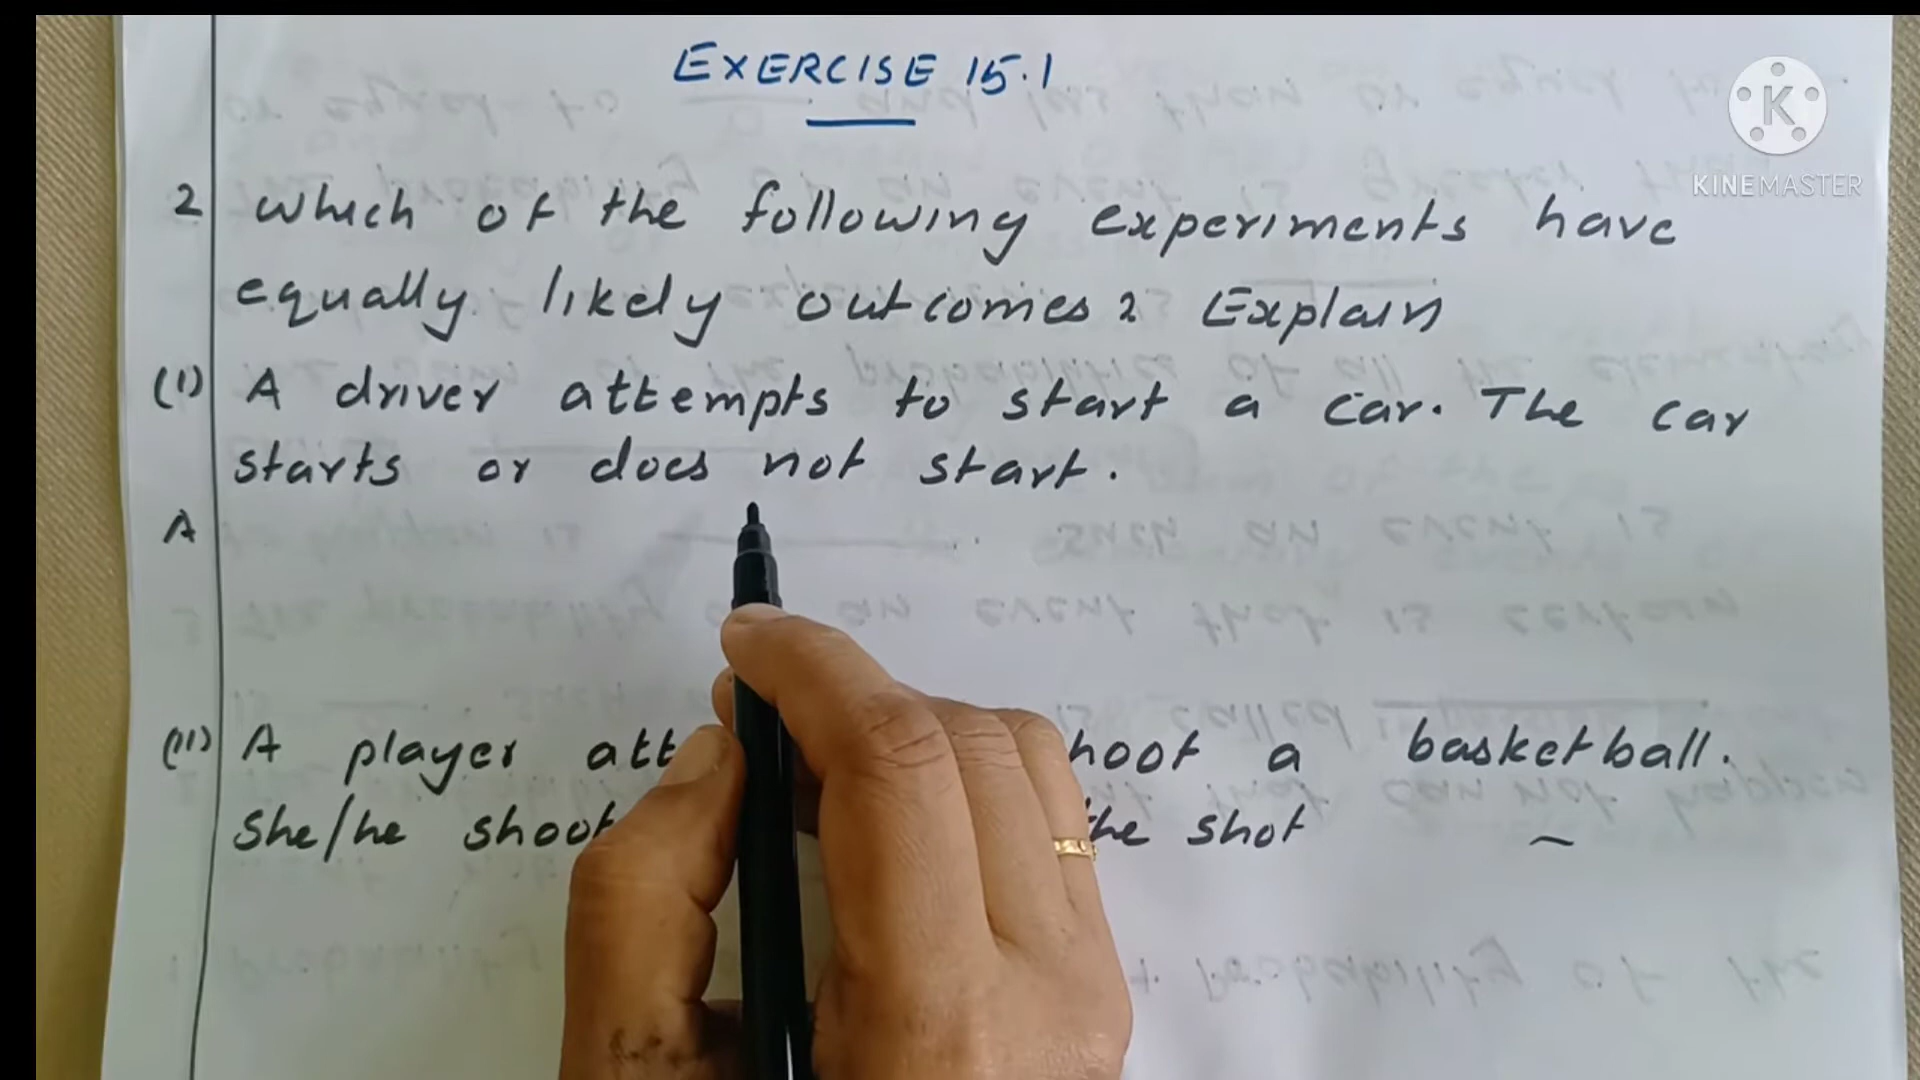 EXERCISE 15.1
KINEMASTER
2 Which of the following experiments have
equally likely outcomes? Explain
(i) A driver attempts to start a car. The car
starts or does not start.
A
(ii) A player att hoot a basketball.
She/he shoot the shot